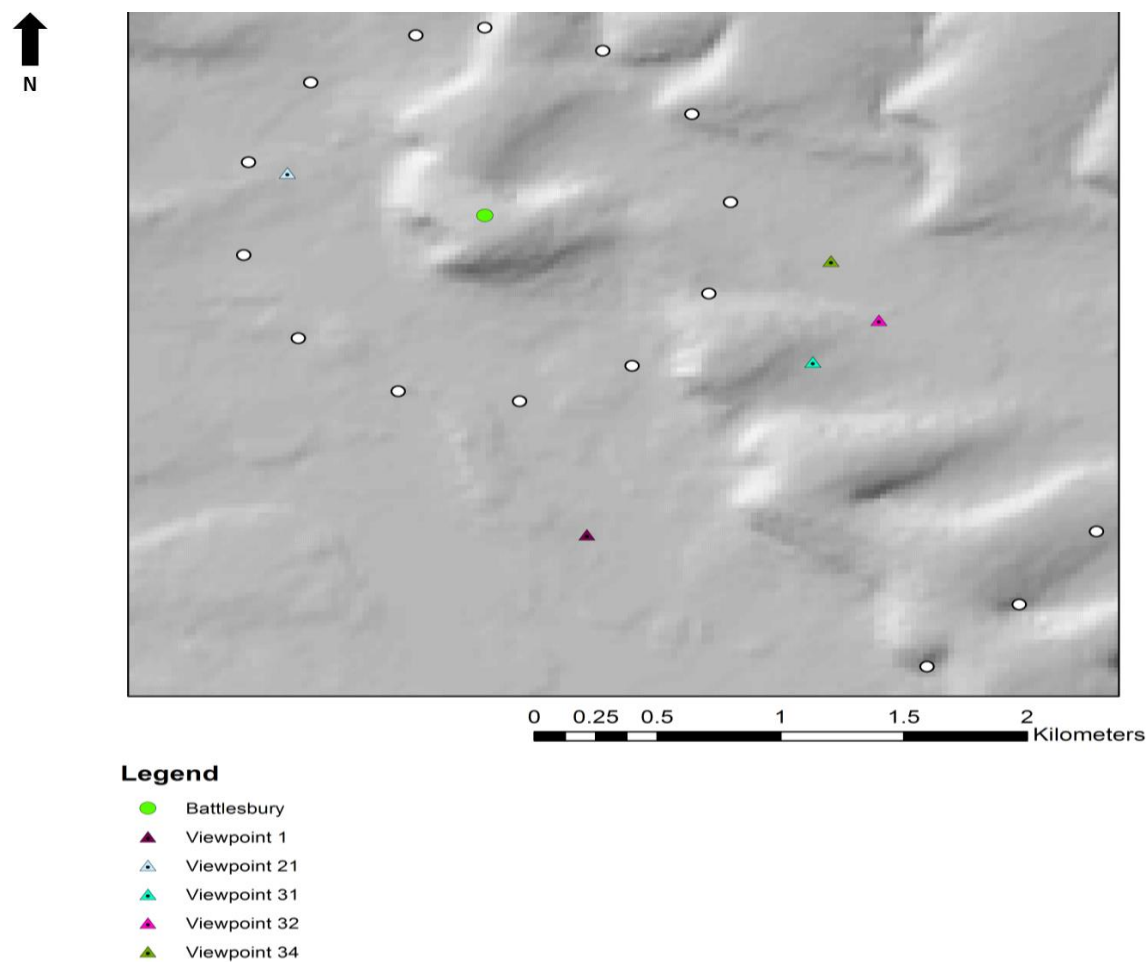 N
0 0.25 0.5 1 1.5 2
Kilometers
Legend
Battlesbury
Viewpoint 1
Viewpoint 21
Viewpoint 31
Viewpoint 32
Viewpoint 34